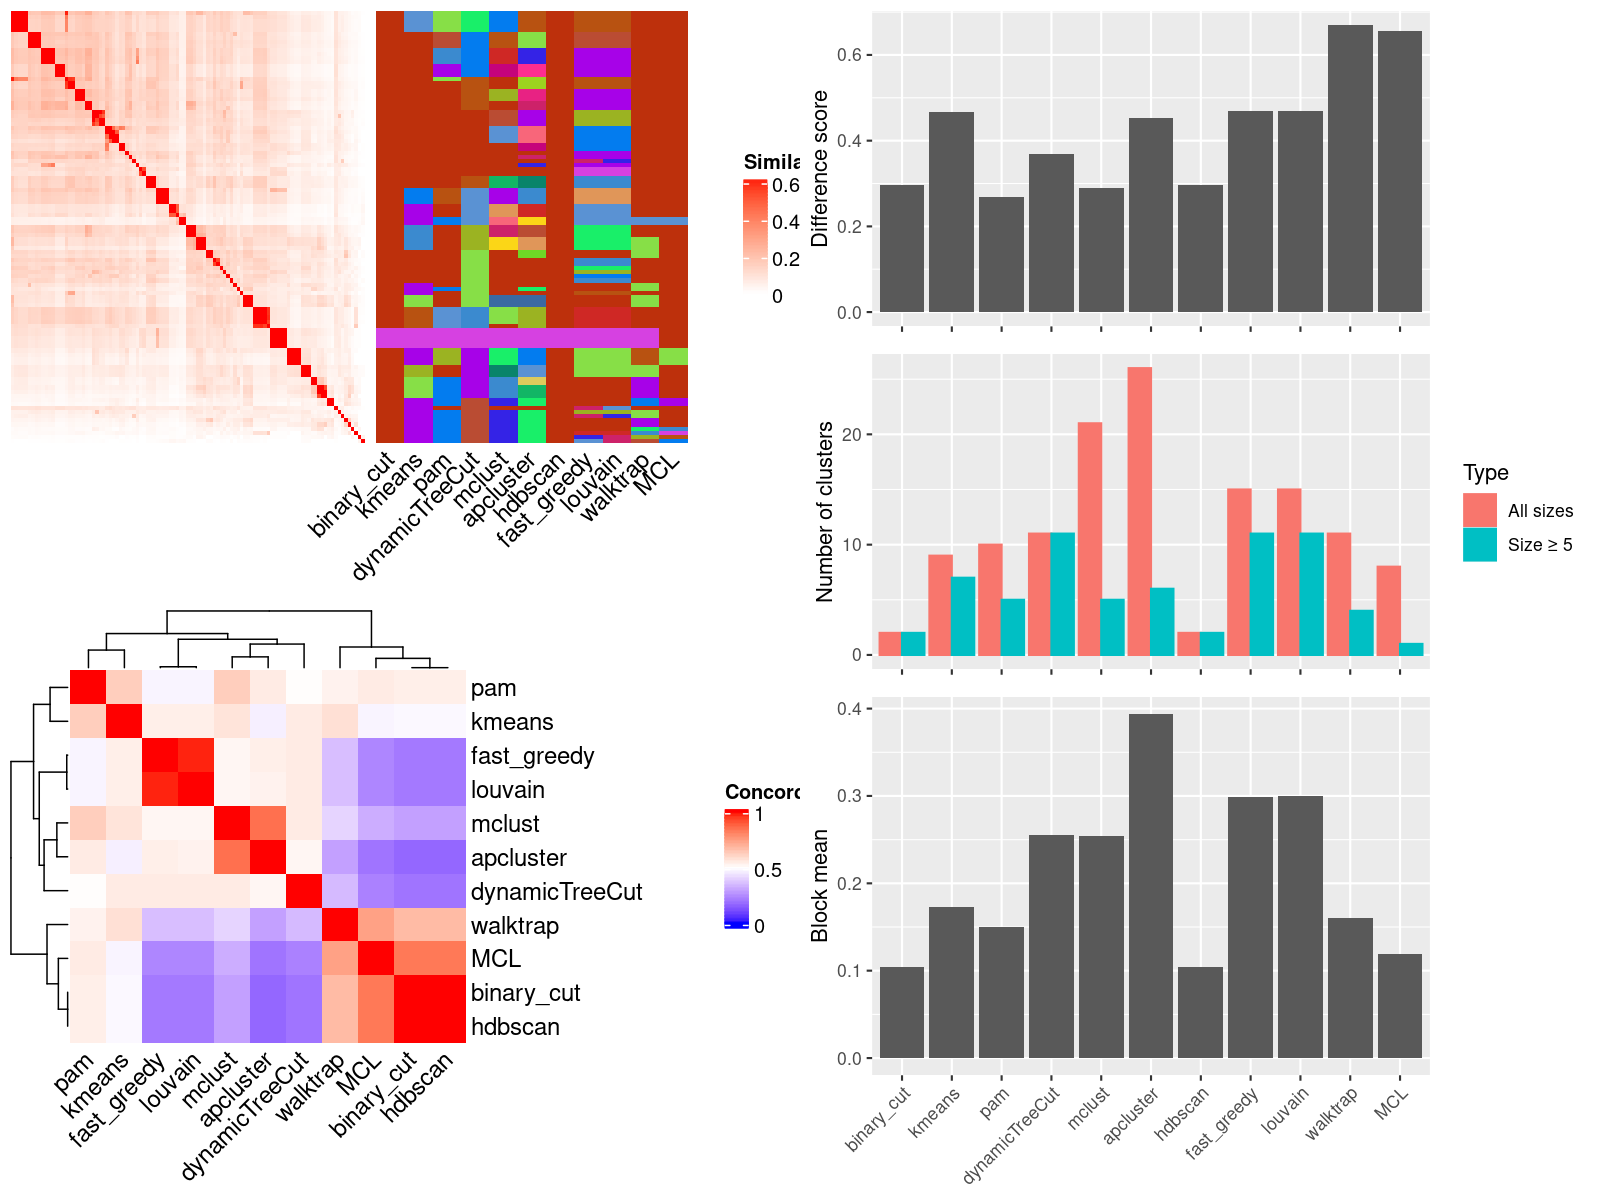 Simila
0.6
0.4
0.2
0
binary_cut
kmeans
pam
dynamicTreeCut
mclust
apcluster
hdbscan
fast_greedy
louvain
walktrap
MCL
pam
kmeans
fast_greedy
louvain
mclust
apcluster
dynamicTreeCut
walktrap
MCL
binary_cut
hdbscan
pam
kmeans
fast_greedy
louvain
mclust
apcluster
dynamicTreeCut
walktrap
MCL
binary_cut
hdbscan
Concord
1
0.5
0
Difference score
0.6
0.4
0.2
0.0
Number of clusters
20
10
0
Type
All sizes
Size ≥ 5
Block mean
0.4
0.3
0.2
0.1
0.0
binary_cut
kmeans
pam
dynamicTreeCut
mclust
apcluster
hdbscan
fast_greedy
louvain
walktrap
MCL